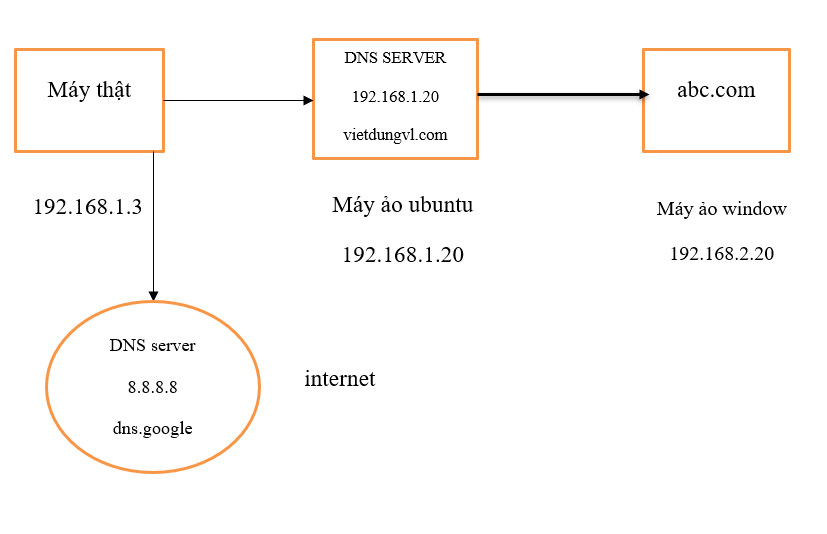 Máy thật
DNS SERVER
192.168.1.20
vietdungvl.com
abc.com
192.168.1.3
Máy ảo ubuntu
192.168.1.20
Máy ảo window
192.168.2.20
DNS server
8.8.8.8
dns.google
internet